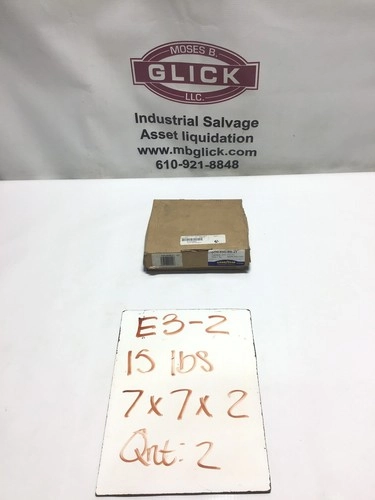 MOSES B.
GLICK
LLC.
Industrial Salvage
Asset liquidation
www.mbglick.com
610-921-8848
E3-2
15 lbs
7x7x2
Qnt: 2